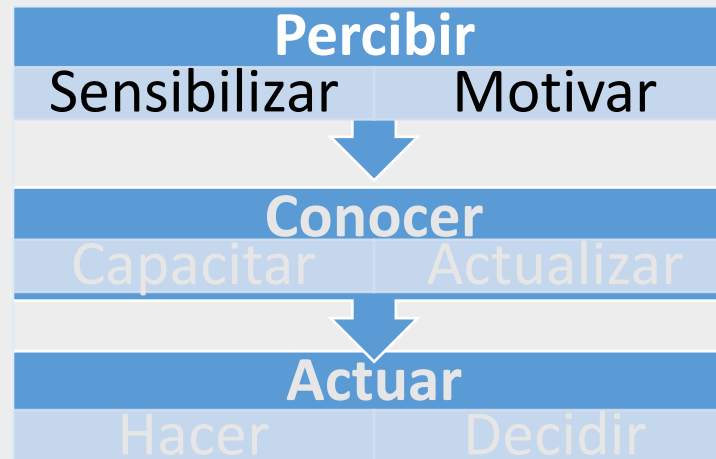 Percibir
Sensibilizar Motivar
Conocer
Capacitar Actualizar
Actuar
Hacer Decidir